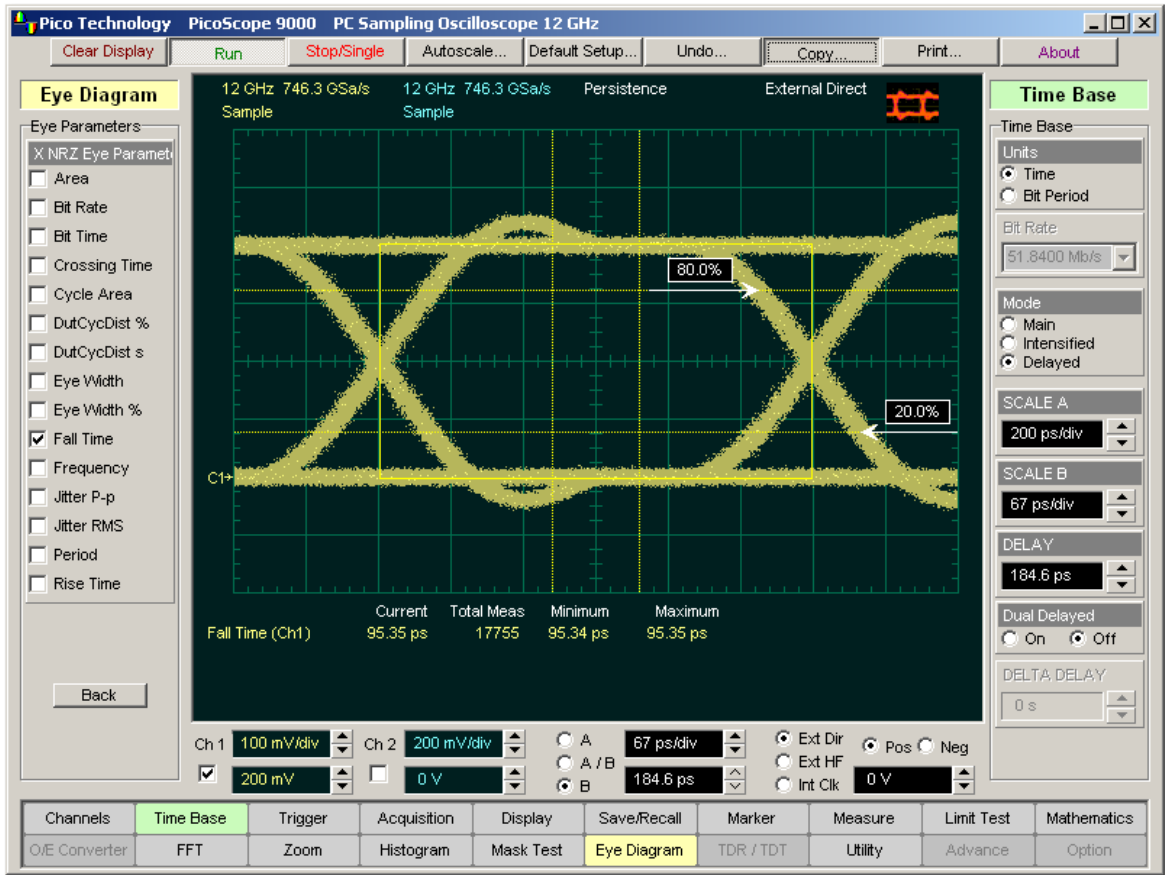 Pico Technology PicoScope 9000 PC Sampling Oscilloscope 12 GHz
Clear Display Run Stop/Single Autoscale... Default Setup... Undo... Copy... Print... About
Eye Diagram
Eye Parameters
X NRZ Eye Paramet
Area
Bit Rate
Bit Time
Crossing Time
Cycle Area
DutCycDist %
DutCycDist s
Eye Width
Eye Width %
Fall Time
Frequency
Jitter P-p
Jitter RMS
Period
Rise Time
Back
12 GHz 746.3 GSa/s 12 GHz 746.3 GSa/s Persistence External Direct
Sample Sample
80.0%
20.0%
C1
Current Total Meas Minimum Maximum
Fall Time (Ch1) 95.35 ps 17755 95.34 ps 95.35 ps
Time Base
Time Base
Units
Time
Bit Period
Bit Rate
51.8400 Mb/s
Mode
Main
Intensified
Delayed
SCALE A
200 ps/div
SCALE B
67 ps/div
DELAY
184.6 ps
Dual Delayed
On Off
DELTA DELAY
0 s
Ch 1 100 mV/div Ch 2 200 mV/div A 67 ps/div Ext Dir Pos Neg
A / B Ext HF
200 mV 0 V B 184.6 ps Int Clk 0 V
Channels Time Base Trigger Acquisition Display Save/Recall Marker Measure Limit Test Mathematics
O/E Converter FFT Zoom Histogram Mask Test Eye Diagram TDR / TDT Utility Advance Option